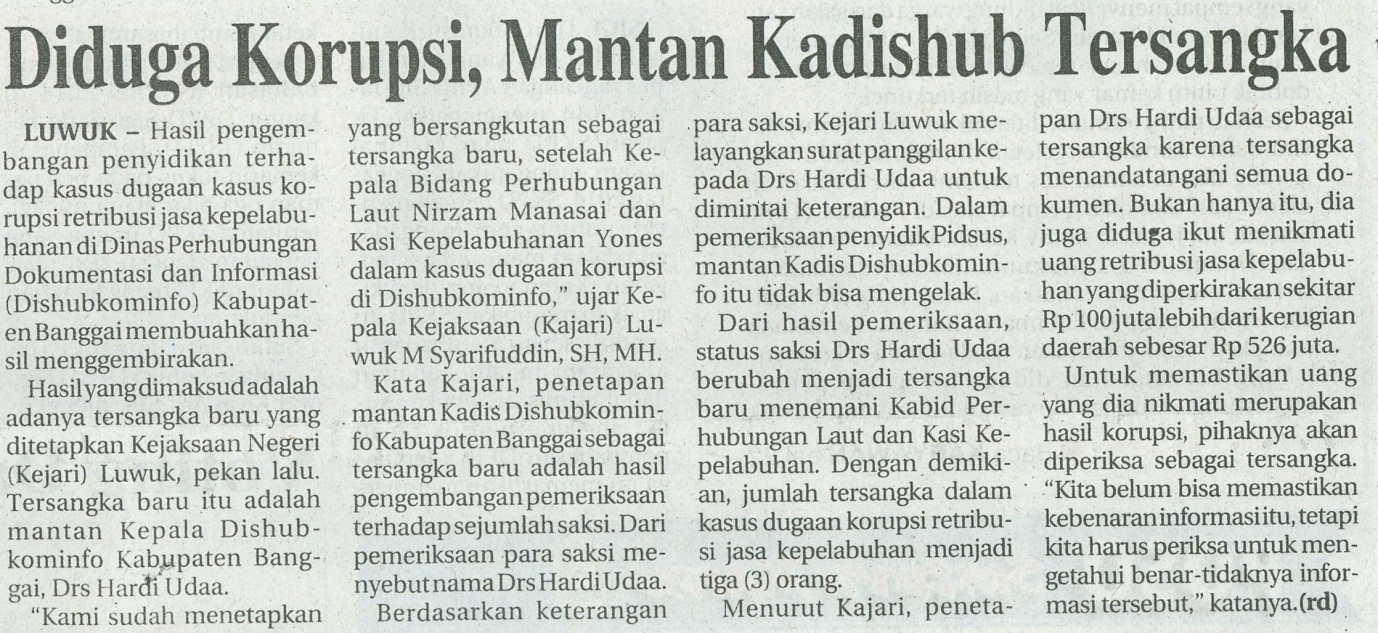 Diduga Korupsi, Mantan Kadishub Tersangka
LUWUK – Hasil pengem-
bangan penyidikan terha-
dap kasus dugaan kasus ko-
rupsi retribusi jasa kepelabu-
hanan di Dinas Perhubungan
Dokumentasi dan Informasi
(Dishubkominfo) Kabupat-
en Banggai membuahkan ha-
sil menggembirakan.
Hasil yang dimaksud adalah
adanya tersangka baru yang
ditetapkan Kejaksaan Negeri
(Kejari) Luwuk, pekan lalu.
Tersangka baru itu adalah
mantan Kepala Dishub-
kominfo Kabupaten Bang-
gai, Drs Hardi Udaa.
“Kami sudah menetapkan
yang bersangkutan sebagai
tersangka baru, setelah Ke-
pala Bidang Perhubungan
Laut Nirzam Manasai dan
Kasi Kepelabuhanan Yones
dalam kasus dugaan korupsi
di Dishubkominfo,” ujar Ke-
pala Kejaksaan (Kajari) Lu-
wuk M Syarifuddin, SH, MH.
Kata Kajari, penetapan
mantan Kadis Dishubkomin-
fo Kabupaten Banggai sebagai
tersangka baru adalah hasil
pengembangan pemeriksaan
terhadap sejumlah saksi. Dari
pemeriksaan para saksi me-
nyebut nama Drs Hardi Udaa.
Berdasarkan keterangan
para saksi, Kejari Luwuk me-
layangkan surat panggilan ke-
pada Drs Hardi Udaa untuk
dimintai keterangan. Dalam
pemeriksaan penyidik Pidsus,
mantan Kadis Dishubkomin-
fo itu tidak bisa mengelak.
Dari hasil pemeriksaan,
status saksi Drs Hardi Udaa
berubah menjadi tersangka
baru menemani Kabid Per-
hubungan Laut dan Kasi Ke-
pelabuhan. Dengan demiki-
an, jumlah tersangka dalam
kasus dugaan korupsi retribu-
si jasa kepelabuhan menjadi
tiga (3) orang.
Menurut Kajari, peneta-
pan Drs Hardi Udaa sebagai
tersangka karena tersangka
menandatangani semua do-
kumen. Bukan hanya itu, dia
juga diduga ikut menikmati
uang retribusi jasa kepelabu-
han yang diperkirakan sekitar
Rp 100 juta lebih dari kerugian
daerah sebesar Rp 526 juta.
Untuk memastikan uang
yang dia nikmati merupakan
hasil korupsi, pihaknya akan
diperiksa sebagai tersangka.
“Kita belum bisa memastikan
kebenaran informasi itu, tetapi
kita harus periksa untuk men-
getahui benar-tidaknya infor-
masi tersebut,” katanya.(rd)